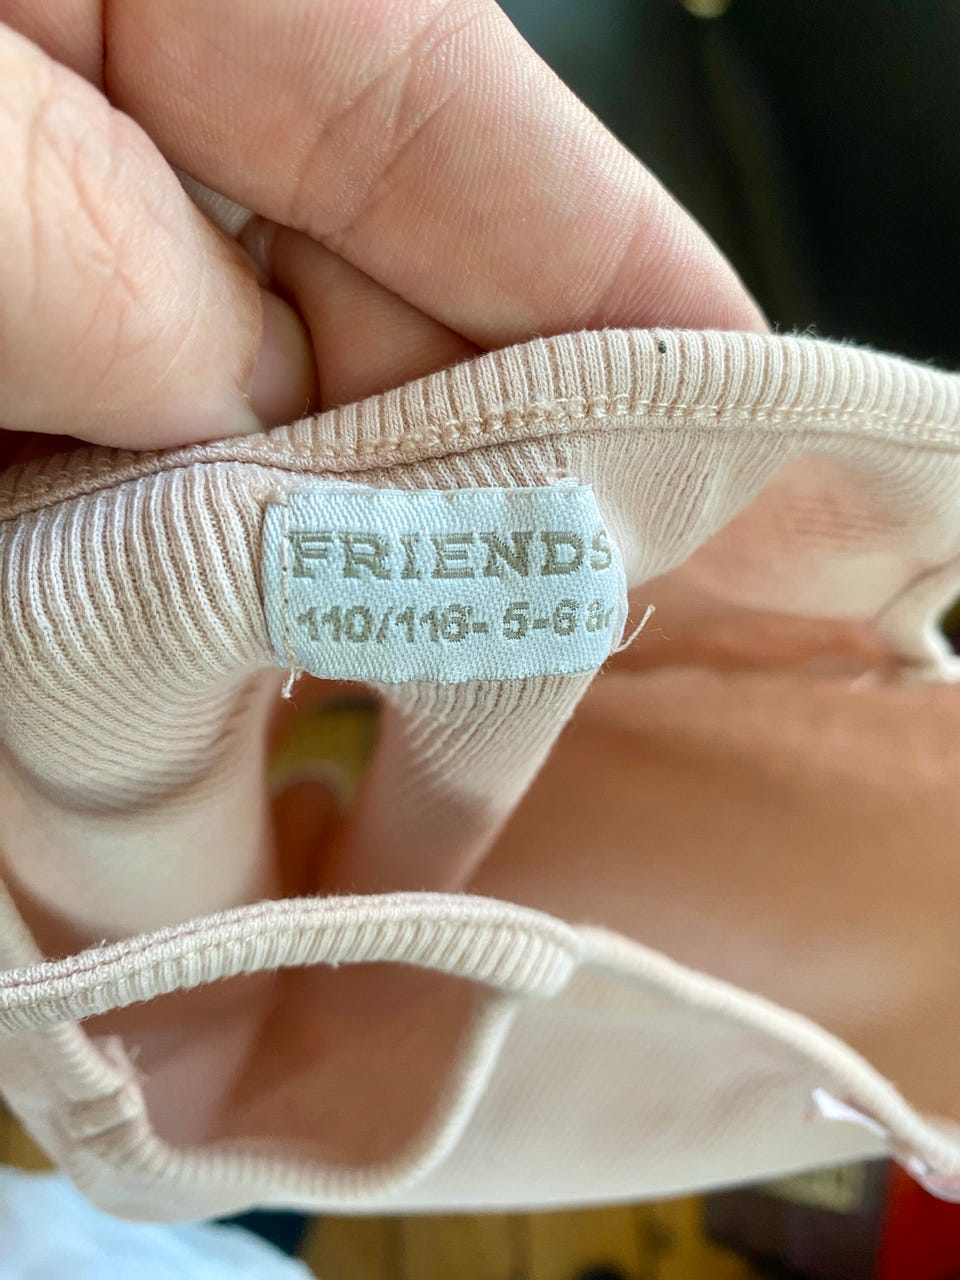 FRIENDS
110/116- 5-6 år